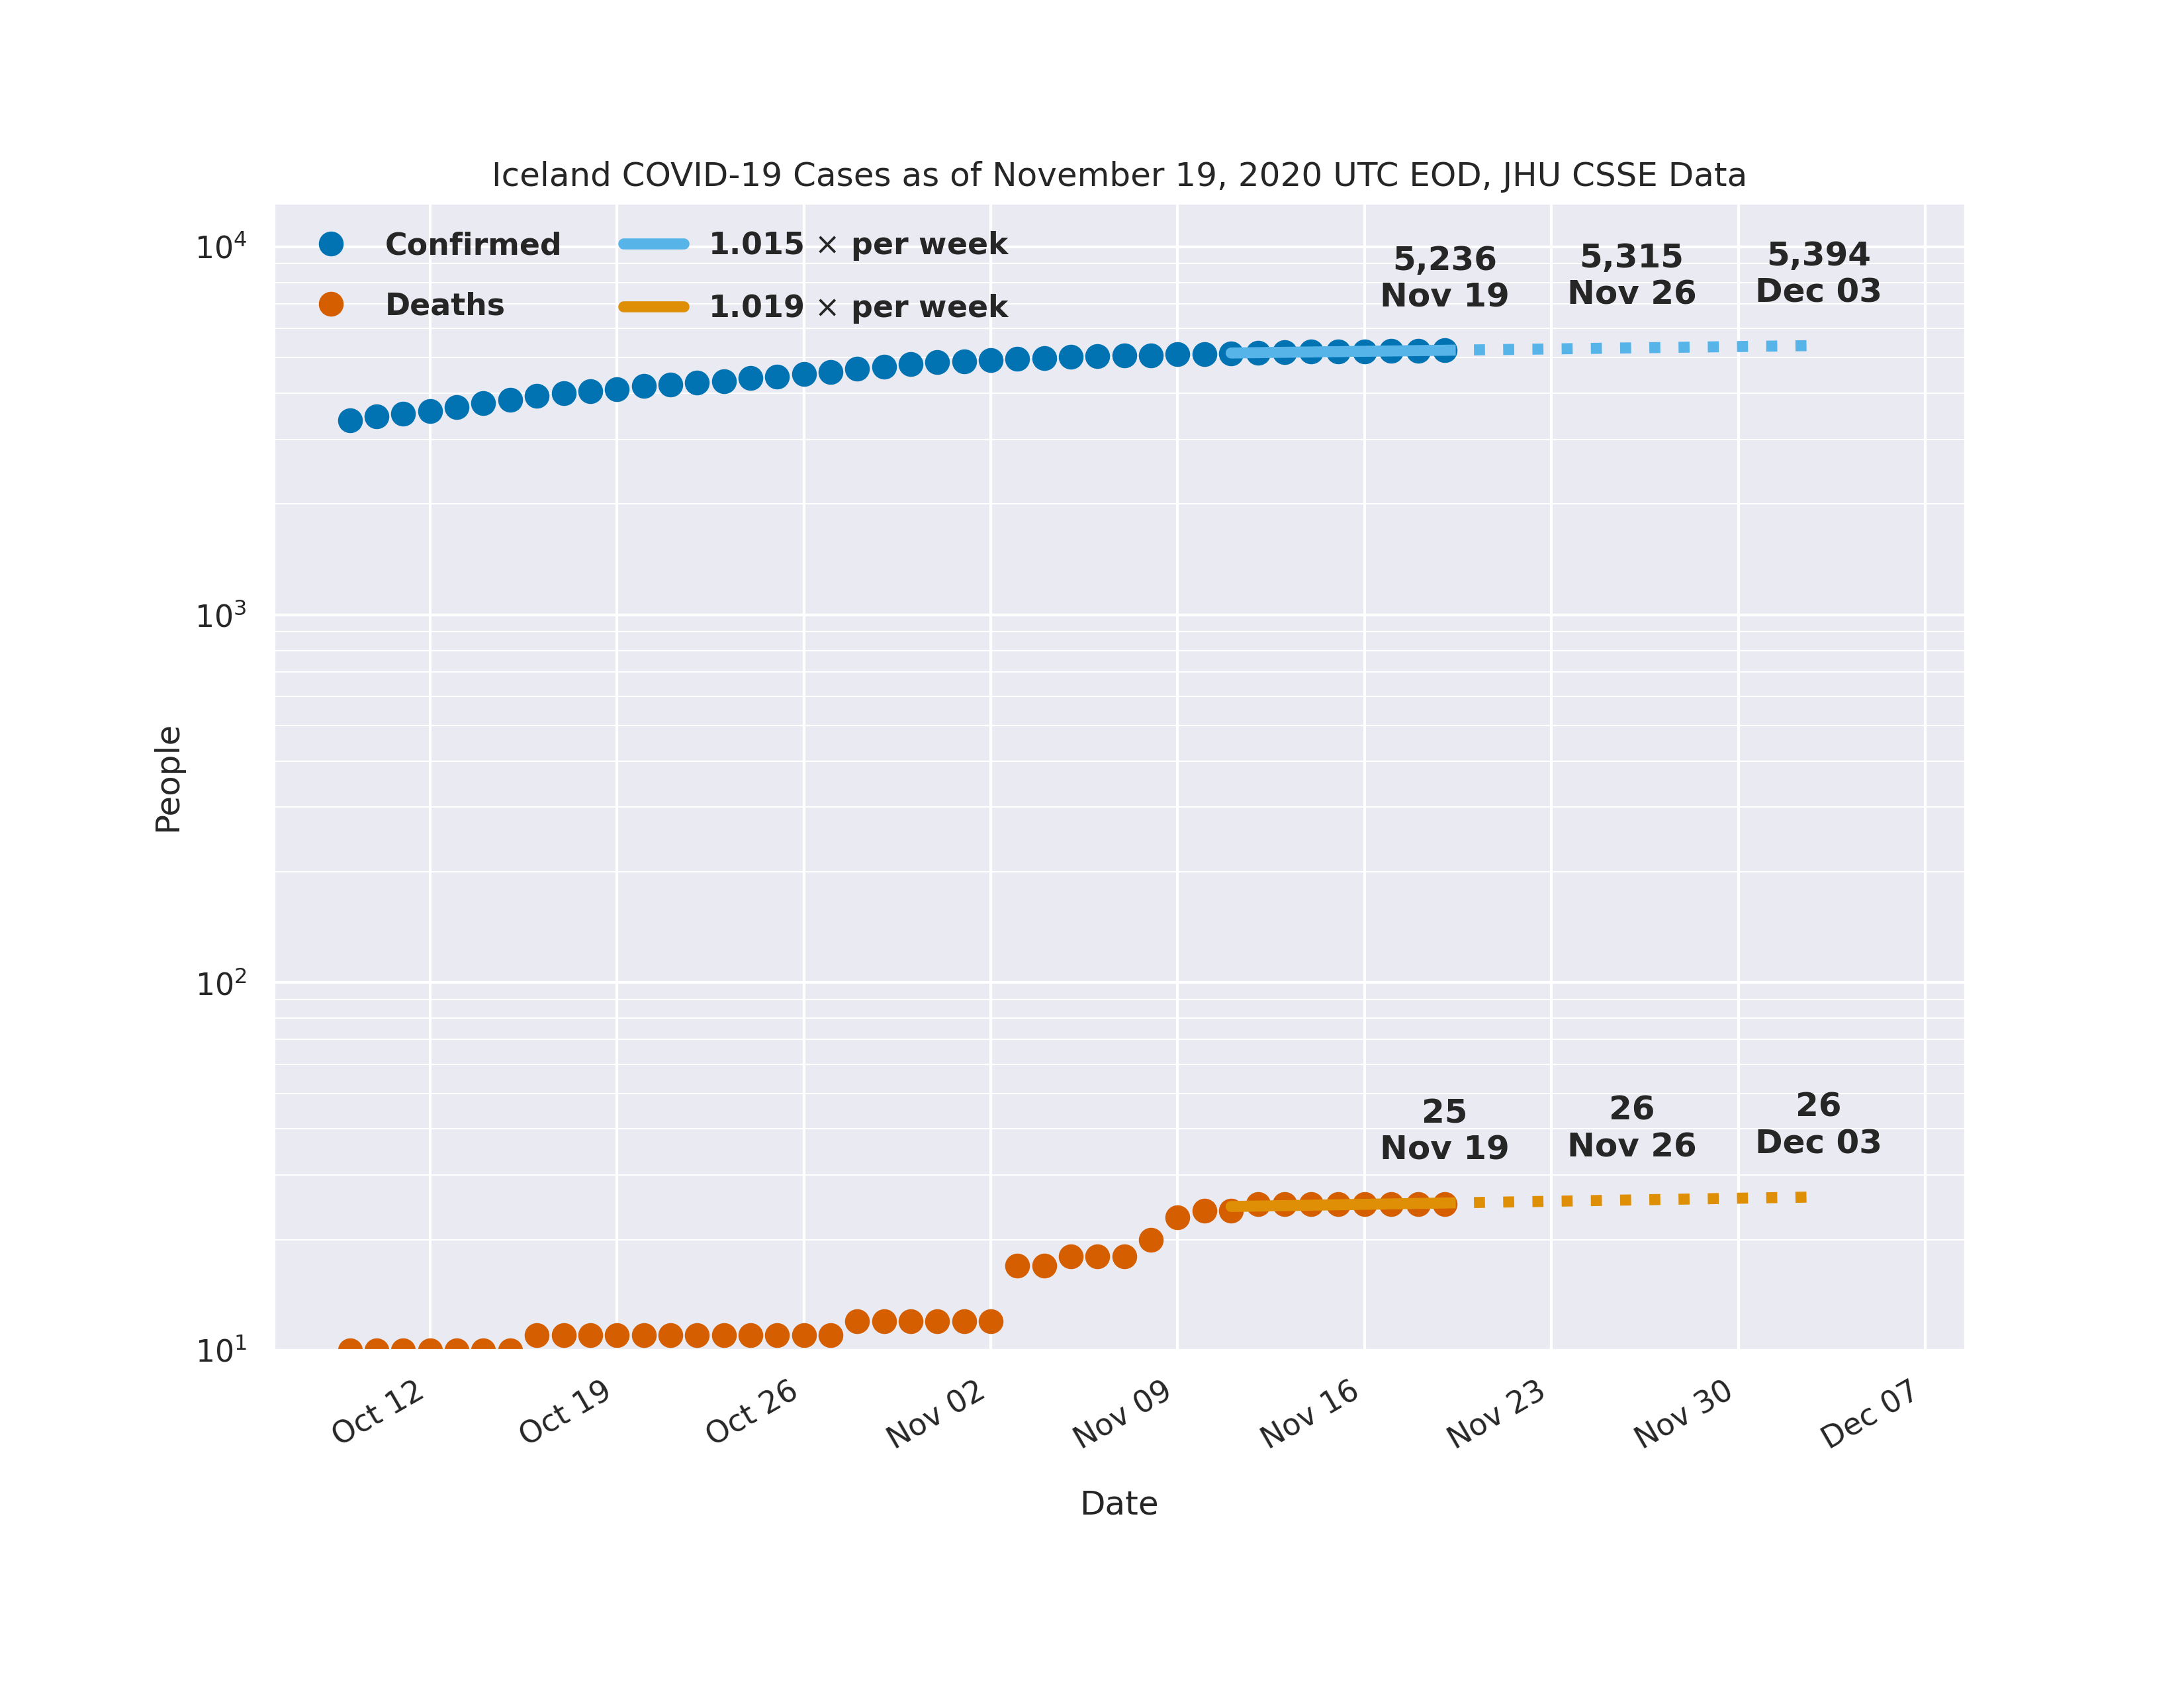 Iceland COVID-19 Cases as of November 19, 2020 UTC EOD, JHU CSSE Data
Confirmed
Deaths
1.015 × per week
1.019 × per week
5,236
Nov 19
5,315
Nov 26
5,394
Dec 03
25
Nov 19
26
Nov 26
26
Dec 03
10⁴
10³
10²
10¹
People
Oct 12
Oct 19
Oct 26
Nov 02
Nov 09
Nov 16
Nov 23
Nov 30
Dec 07
Date